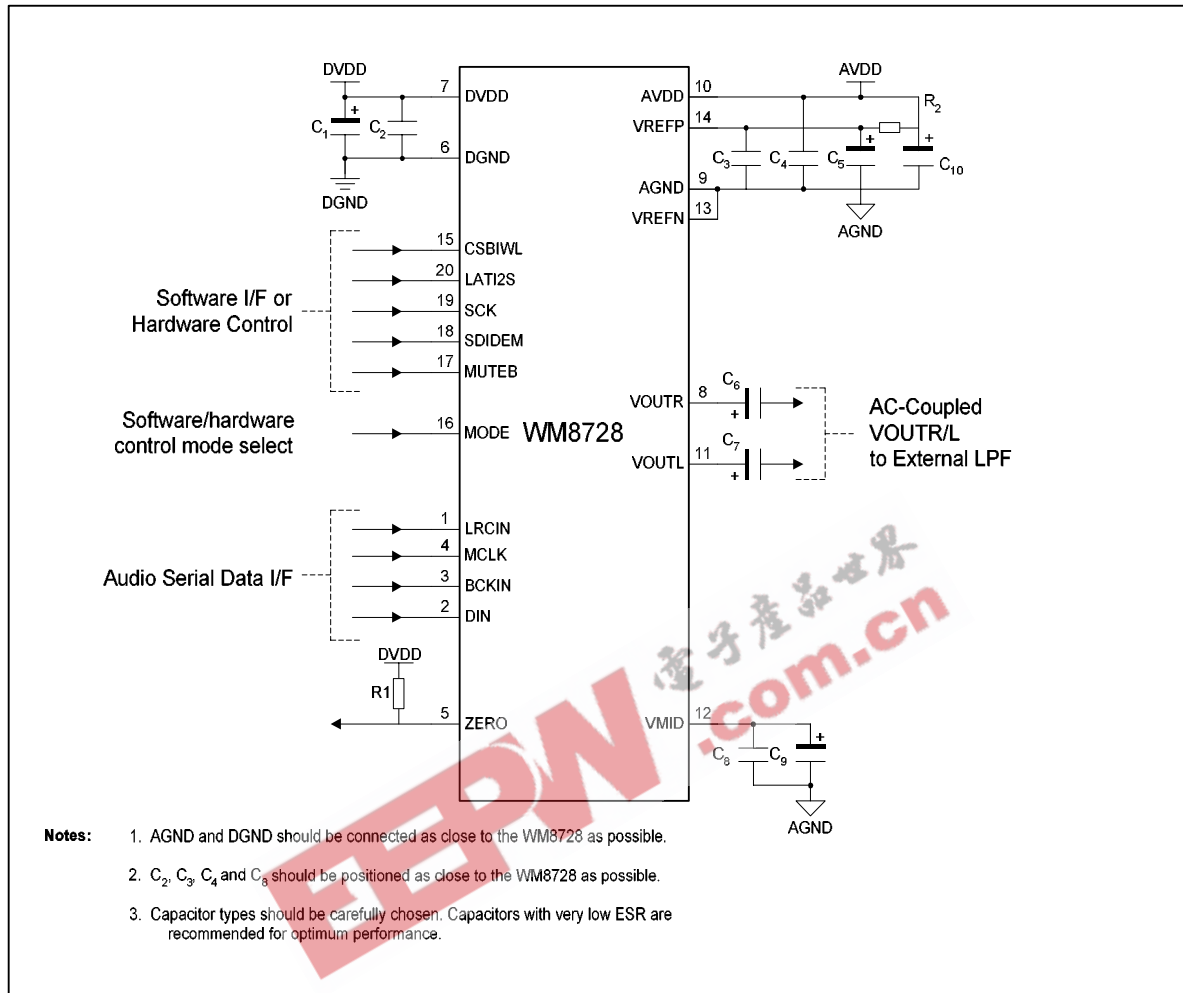 DVDD
7
DVDD
C1
+
C2
6
DGND
DGND
AVDD
10
AVDD
R2
14
VREFP
+
+
C3
C4
C5
C10
9
AGND
13
VREFN
AGND
15
CSBIWL
20
LATI2S
Software I/F or
Hardware Control
19
SCK
18
SDIDEM
17
MUTEB
Software/hardware
control mode select
16
MODE
WM8728
VOUTR
8
C6
+
VOUTL
11
C7
+
AC-Coupled
VOUTR/L
to External LPF
1
LRCIN
4
MCLK
Audio Serial Data I/F
3
BCKIN
2
DIN
DVDD
R1
5
ZERO
VMID
12
C8
C9
+
AGND
電子產品世界
EEPW.com.cn
Notes: 1. AGND and DGND should be connected as close to the WM8728 as possible.
2. C2, C3, C4 and C8 should be positioned as close to the WM8728 as possible.
3. Capacitor types should be carefully chosen. Capacitors with very low ESR are
recommended for optimum performance.